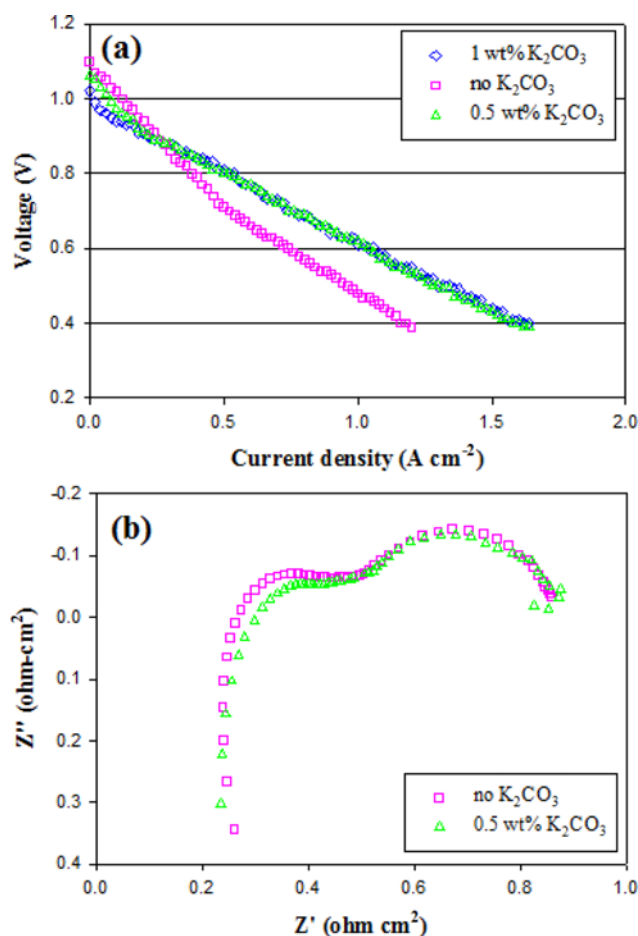 (a)
1 wt% K₂CO₃
no K₂CO₃
0.5 wt% K₂CO₃
1.2
1.0
0.8
0.6
0.4
0.2
Voltage (V)
0.0 0.5 1.0 1.5 2.0
Current density (A cm⁻²)
(b)
-0.2
-0.1
0.0
0.1
0.2
0.3
0.4
Z'' (ohm-cm²)
no K₂CO₃
0.5 wt% K₂CO₃
0.0 0.2 0.4 0.6 0.8 1.0
Z' (ohm cm²)